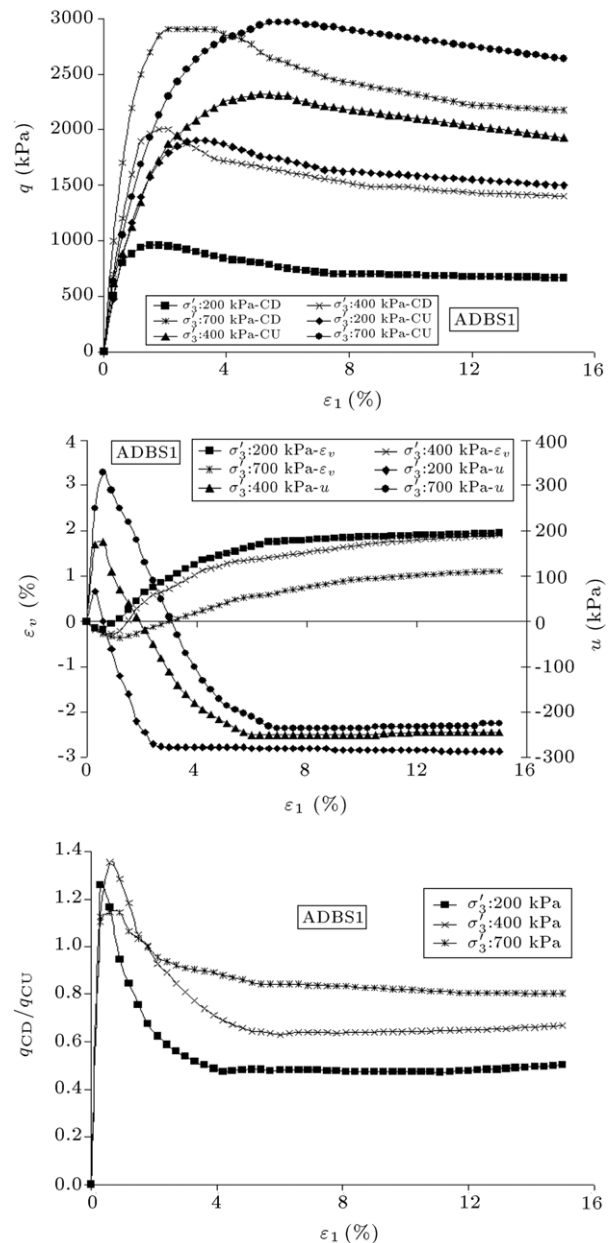 3000
2500
2000
1500
1000
500
0
q (kPa)
σ′₃:200 kPa-CD
σ′₃:400 kPa-CD
σ′₃:700 kPa-CD
σ′₃:200 kPa-CU
σ′₃:400 kPa-CU
σ′₃:700 kPa-CU
ADBS1
0 4 8 12 16
ε₁ (%)
ADBS1
σ′₃:200 kPa-εᵥ
σ′₃:400 kPa-εᵥ
σ′₃:700 kPa-εᵥ
σ′₃:200 kPa-u
σ′₃:400 kPa-u
σ′₃:700 kPa-u
4
3
2
1
0
-1
-2
-3
εᵥ (%)
400
300
200
100
0
-100
-200
-300
u (kPa)
0 4 8 12 16
ε₁ (%)
1.4
1.2
1.0
0.8
0.6
0.4
0.2
0.0
q_CD/q_CU
ADBS1
σ′₃:200 kPa
σ′₃:400 kPa
σ′₃:700 kPa
0 4 8 12 16
ε₁ (%)